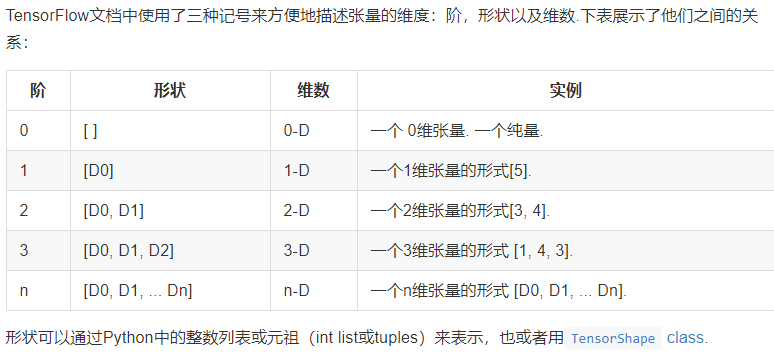 TensorFlow文档中使用了三种记号来方便地描述张量的维度：阶，形状以及维数.下表展示了他们之间的关
系：
阶 形状 维数 实例
0 [ ] 0-D 一个 0维张量. 一个纯量.
1 [D0] 1-D 一个1维张量的形式[5].
2 [D0, D1] 2-D 一个2维张量的形式[3, 4].
3 [D0, D1, D2] 3-D 一个3维张量的形式 [1, 4, 3].
n [D0, D1, ... Dn] n-D 一个n维张量的形式 [D0, D1, ... Dn].
形状可以通过Python中的整数列表或元祖（int list或tuples）来表示，也或者用 TensorShape class.